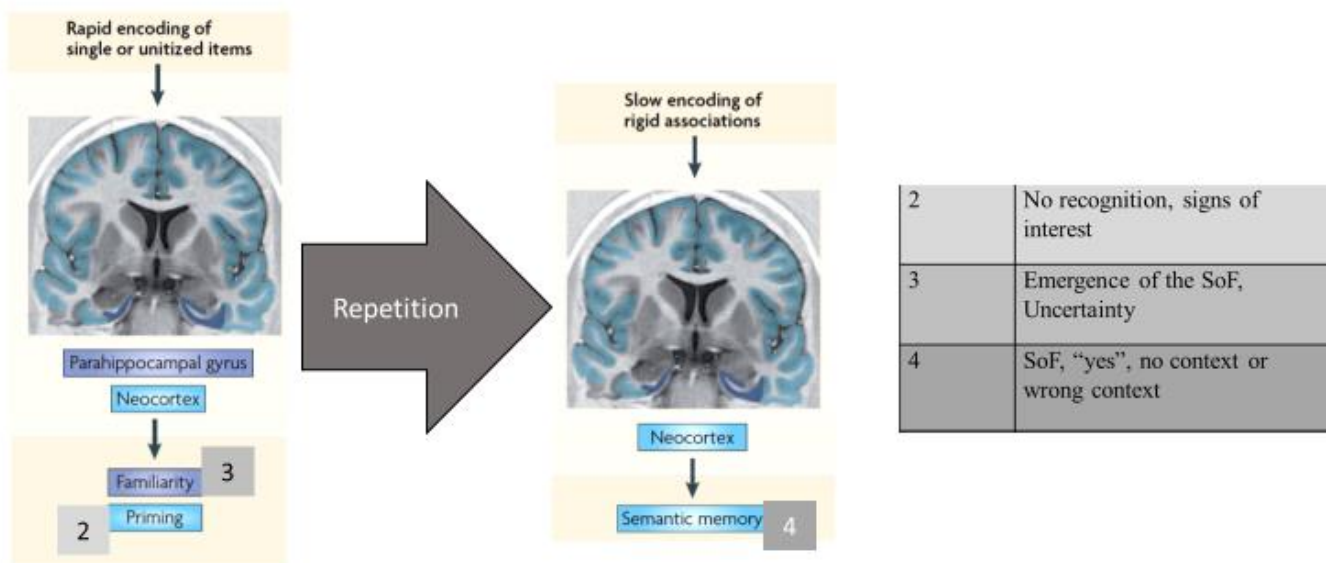 Rapid encoding of
single or unitized items
Parahippocampal gyrus
Neocortex
Familiarity
3
Priming
2
Repetition
Slow encoding of
rigid associations
Neocortex
Semantic memory
4
2 No recognition, signs of
interest
3 Emergence of the SoF,
Uncertainty
4 SoF, “yes”, no context or
wrong context